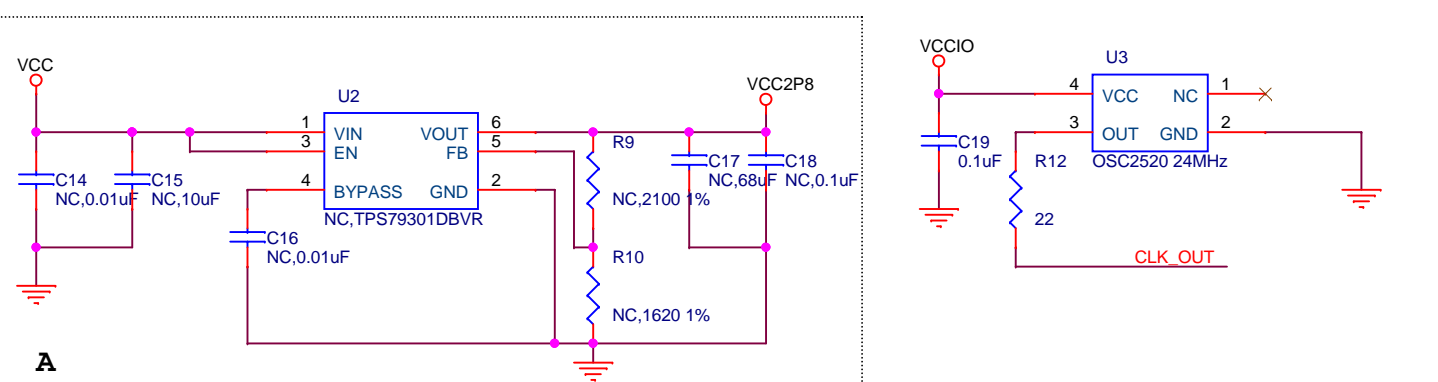 VCC
U2
VCC2P8
1
VIN
VOUT
6
3
EN
FB
5
4
BYPASS
GND
2
NC,TPS79301DBVR
C14
NC,0.01uF
C15
NC,10uF
C16
NC,0.01uF
R9
NC,2100 1%
R10
NC,1620 1%
C17
NC,68uF
C18
NC,0.1uF
A
VCCIO
U3
4
VCC
NC
1
3
OUT
GND
2
OSC2520 24MHz
C19
0.1uF
R12
22
CLK_OUT